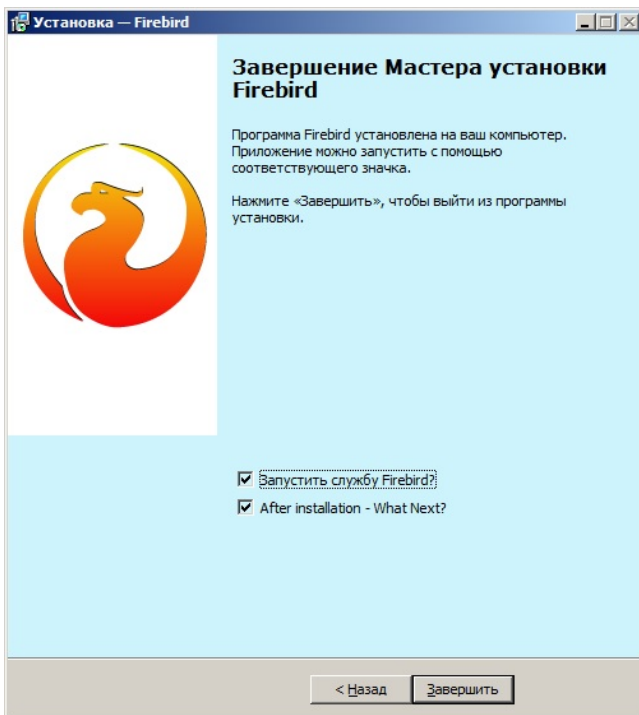 Установка — Firebird
Завершение Мастера установки
Firebird
Программа Firebird установлена на ваш компьютер.
Приложение можно запустить с помощью
соответствующего значка.
Нажмите «Завершить», чтобы выйти из программы
установки.
Запустить службу Firebird?
After installation - What Next?
< Назад
Завершить